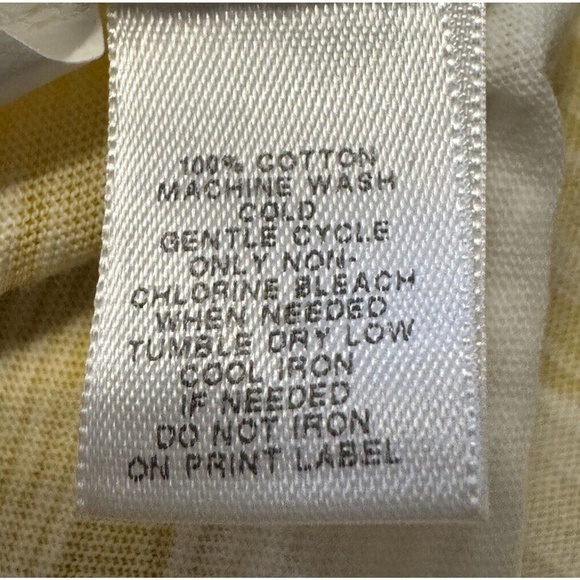 100% COTTON
MACHINE WASH
COLD
GENTLE CYCLE
ONLY NON-
CHLORINE BLEACH
WHEN NEEDED
TUMBLE DRY LOW
COOL IRON
IF NEEDED
DO NOT IRON
ON PRINT LABEL